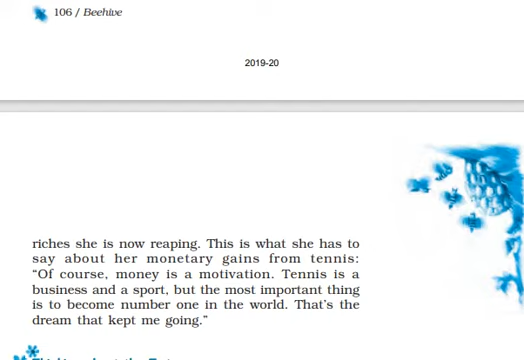 106 / Beehive
2019-20
riches she is now reaping. This is what she has to
say about her monetary gains from tennis:
“Of course, money is a motivation. Tennis is a
business and a sport, but the most important thing
is to become number one in the world. That’s the
dream that kept me going.”